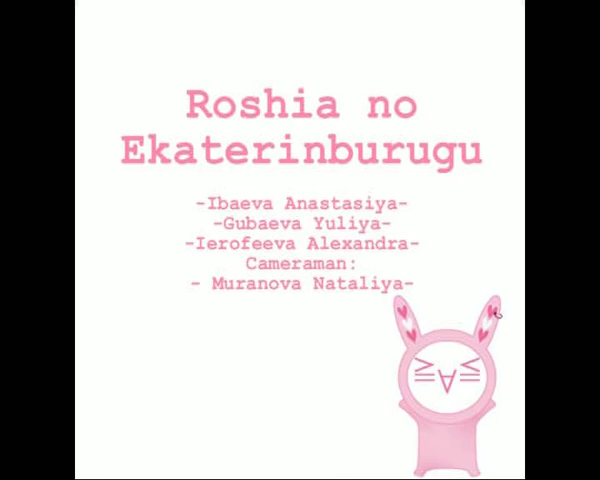 Roshia no
Ekaterinburugu
-Ibaeva Anastasiya-
-Gubaeva Yuliya-
-Ierofeeva Alexandra-
Cameraman:
- Muranova Nataliya-